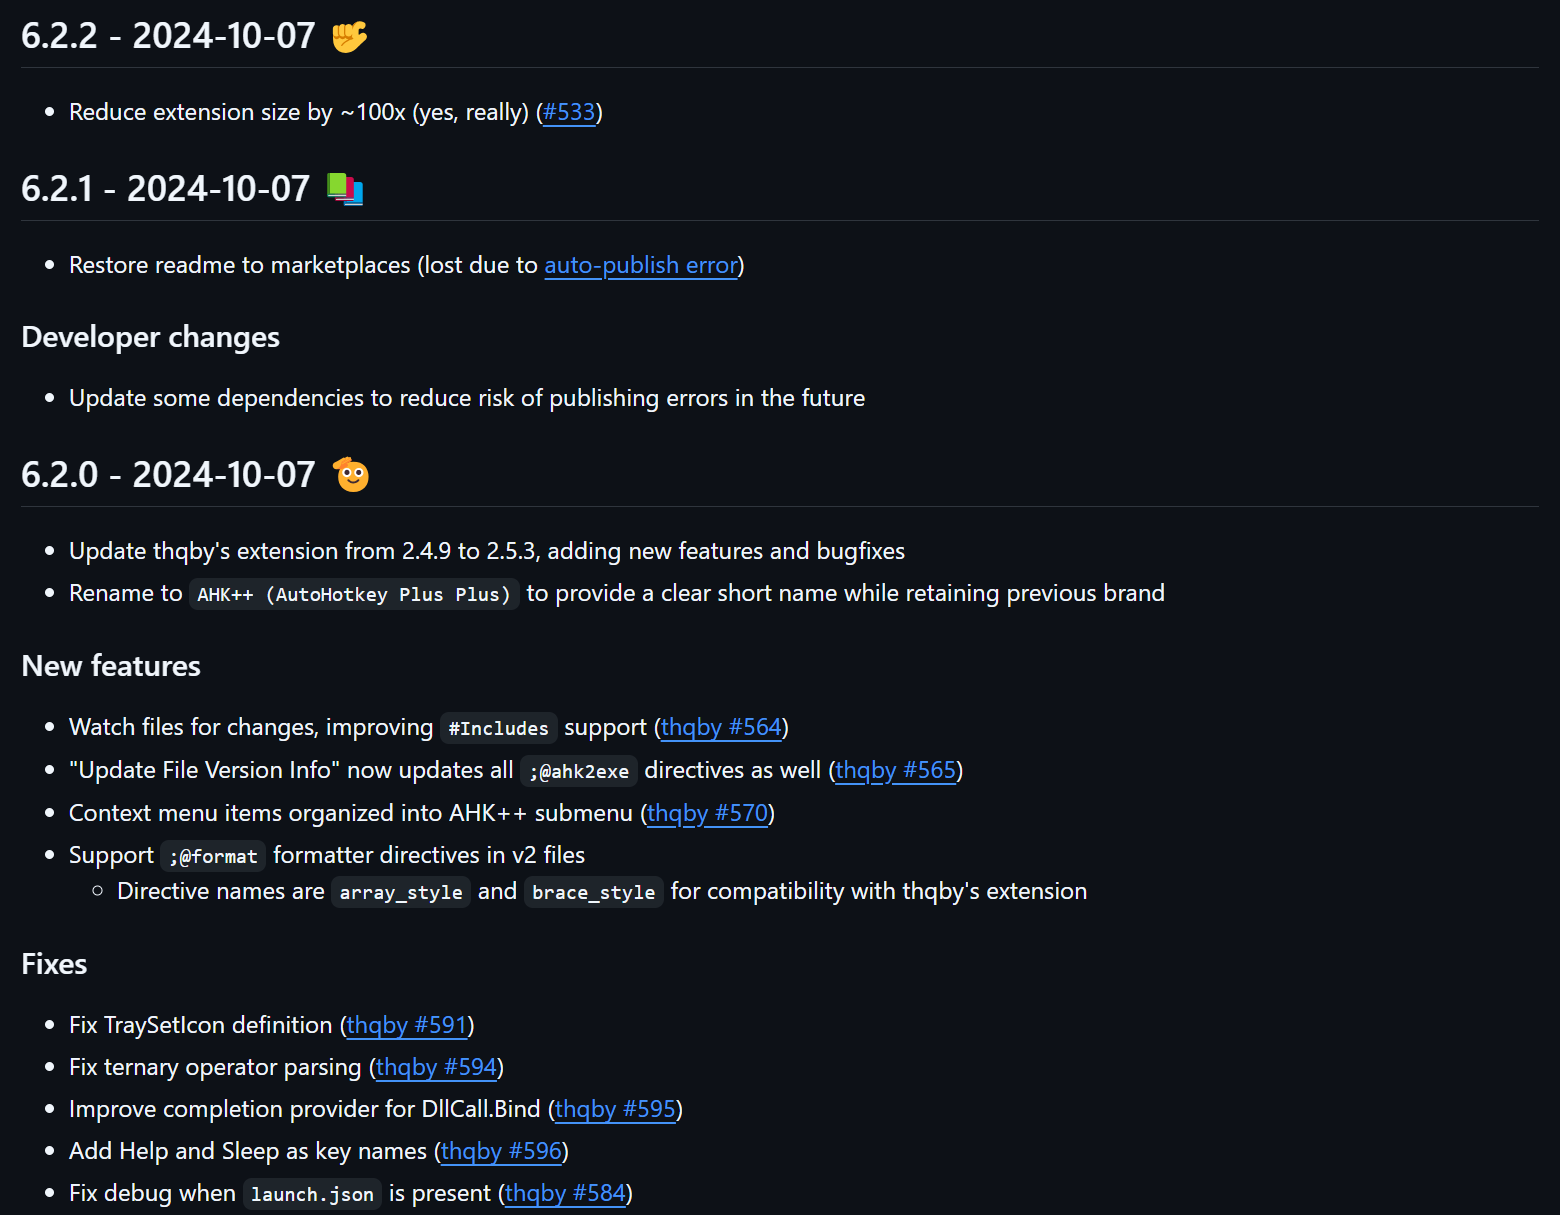 6.2.2 - 2024-10-07 🤏
Reduce extension size by ~100x (yes, really) (#533)
6.2.1 - 2024-10-07 📚
Restore readme to marketplaces (lost due to auto-publish error)
Developer changes
Update some dependencies to reduce risk of publishing errors in the future
6.2.0 - 2024-10-07 🫡
Update thqby's extension from 2.4.9 to 2.5.3, adding new features and bugfixes
Rename to AHK++ (AutoHotkey Plus Plus) to provide a clear short name while retaining previous brand
New features
Watch files for changes, improving #Includes support (thqby #564)
"Update File Version Info" now updates all ;@ahk2exe directives as well (thqby #565)
Context menu items organized into AHK++ submenu (thqby #570)
Support ;@format formatter directives in v2 files
Directive names are array_style and brace_style for compatibility with thqby's extension
Fixes
Fix TraySetIcon definition (thqby #591)
Fix ternary operator parsing (thqby #594)
Improve completion provider for DllCall.Bind (thqby #595)
Add Help and Sleep as key names (thqby #596)
Fix debug when launch.json is present (thqby #584)